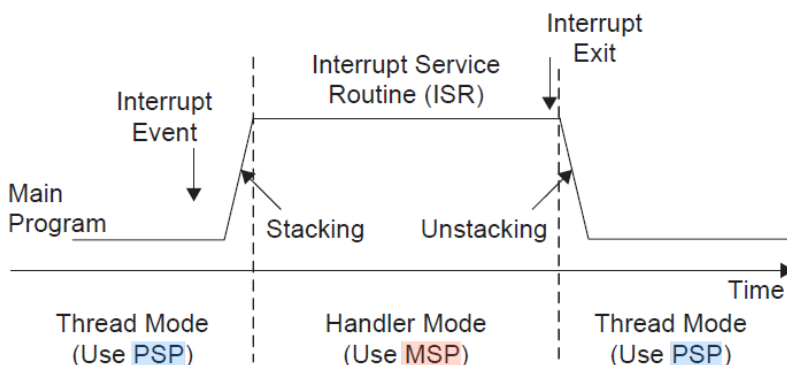 Interrupt
Exit
Interrupt Service
Routine (ISR)
Interrupt
Event
Main
Program
Stacking
Unstacking
Time
Thread Mode
(Use PSP)
Handler Mode
(Use MSP)
Thread Mode
(Use PSP)